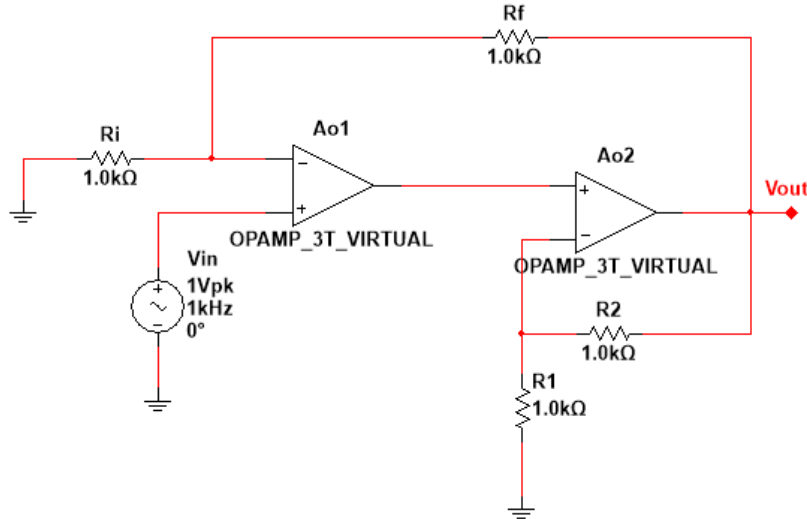 Rf
1.0kΩ
Ao1
Ri
1.0kΩ
Ao2
Vout
OPAMP_3T_VIRTUAL
OPAMP_3T_VIRTUAL
Vin
1Vpk
1kHz
0°
R2
1.0kΩ
R1
1.0kΩ